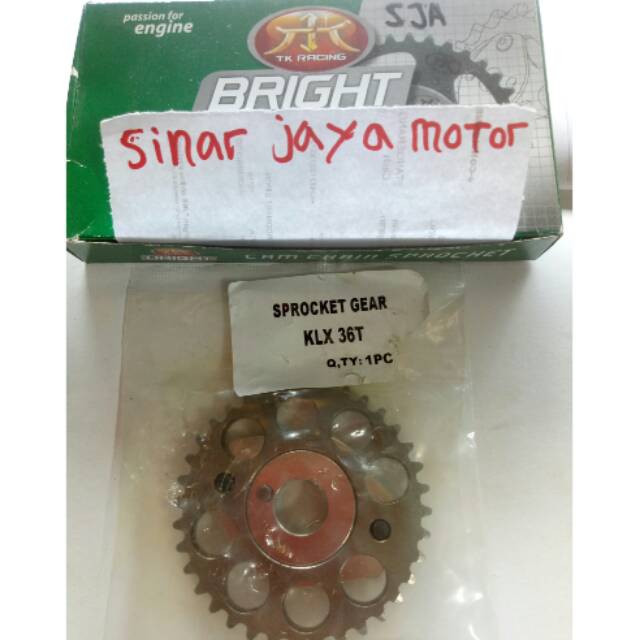 passion for
engine
TK RACING
SJA
BRIGHT
sinar jaya motor
BRIGHT
CAM CHAIN SPROCKET
SPROCKET GEAR
KLX 36T
Q,TY: 1PC